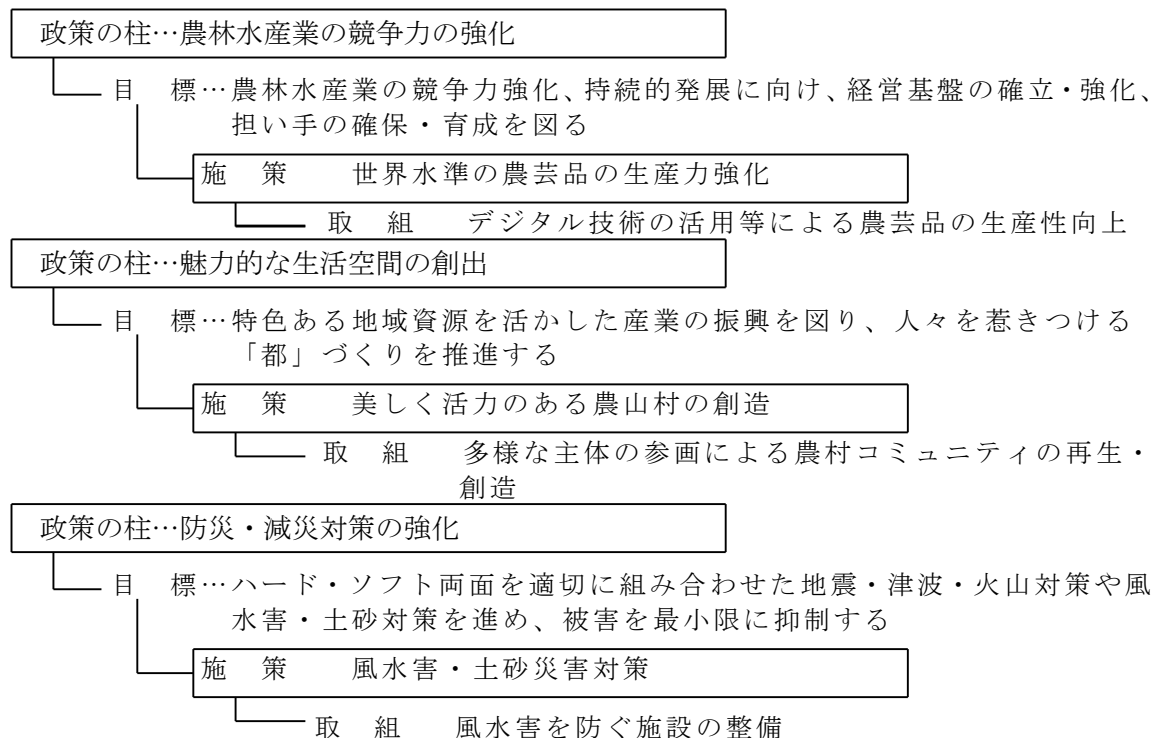 政策の柱…農林水産業の競争力の強化
目　標…農林水産業の競争力強化、持続的発展に向け、経営基盤の確立・強化、
担い手の確保・育成を図る
施　策　　世界水準の農芸品の生産力強化
取　組　　デジタル技術の活用等による農芸品の生産性向上
政策の柱…魅力的な生活空間の創出
目　標…特色ある地域資源を活かした産業の振興を図り、人々を惹きつける
「都」づくりを推進する
施　策　　美しく活力のある農山村の創造
取　組　　多様な主体の参画による農村コミュニティの再生・
創造
政策の柱…防災・減災対策の強化
目　標…ハード・ソフト両面を適切に組み合わせた地震・津波・火山対策や風
水害・土砂対策を進め、被害を最小限に抑制する
施　策　　風水害・土砂災害対策
取　組　　風水害を防ぐ施設の整備